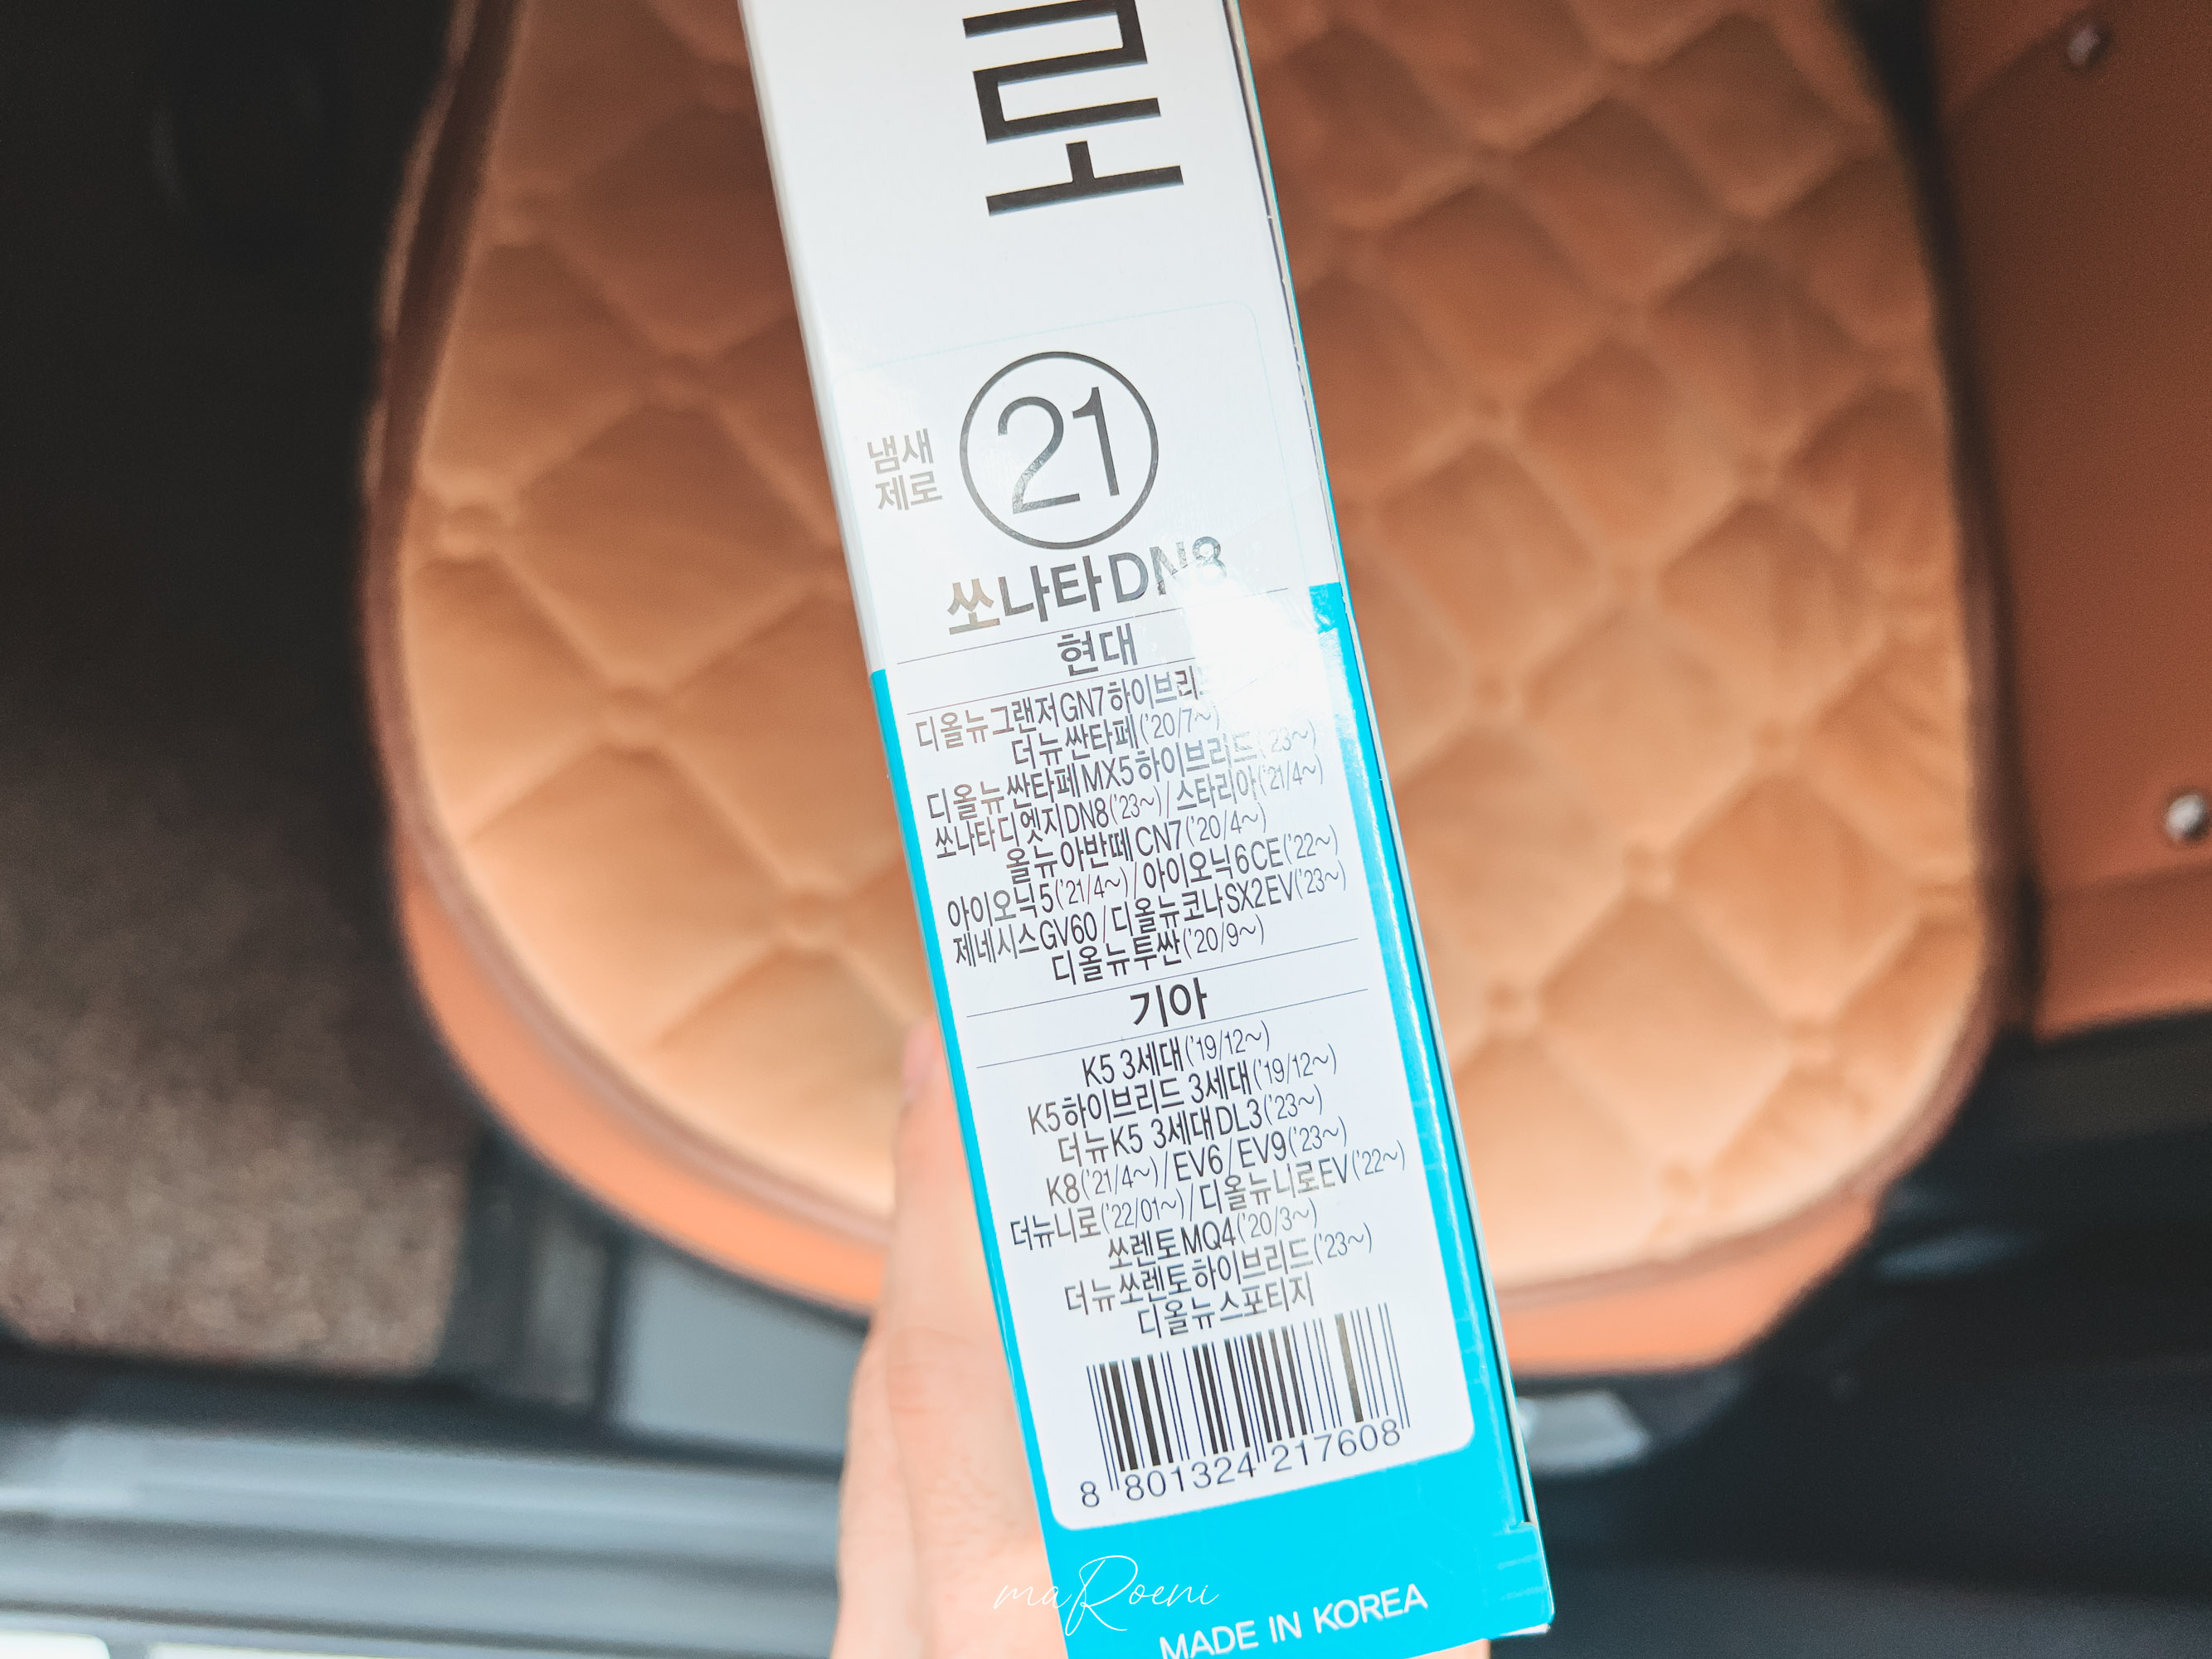 로
냄새
제로
21
쏘나타DN8
현대
디올뉴그랜저GN7하이브리
더뉴싼타페('20/7~)
디올뉴싼타페MX5하이브리드('23~)
쏘나타디엣지DN8('23~)/스타리아('21/4~)
올뉴아반떼CN7('20/4~)
아이오닉5('21/4~)/아이오닉6CE('22~)
제네시스GV60/디올뉴코나SX2EV('23~)
디올뉴투싼('20/9~)
기아
K5 3세대('19/12~)
K5하이브리드 3세대('19/12~)
더뉴K5 3세대DL3('23~)
K8('21/4~)/EV6/EV9('23~)
더뉴니로('22/01~)/디올뉴니로EV('22~)
쏘렌토MQ4('20/3~)
더뉴쏘렌토하이브리드('23~)
디올뉴스포티지
8 801324 217608
maRoeni
MADE IN KOREA